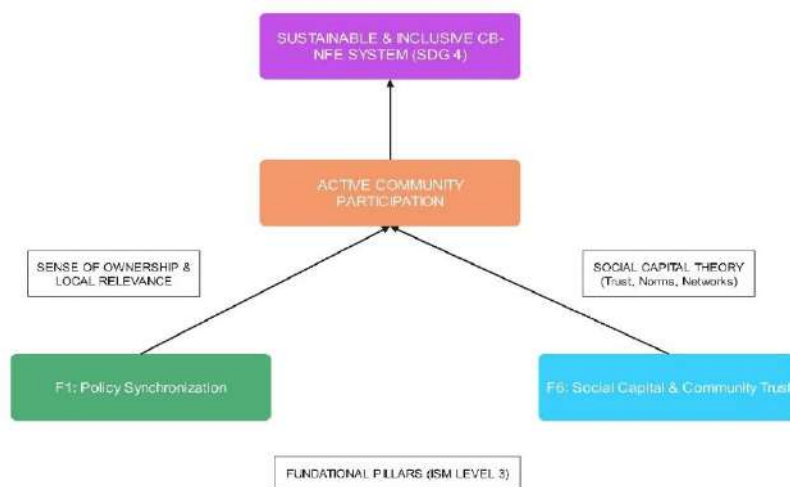 SUSTAINABLE & INCLUSIVE CB-
NFE SYSTEM (SDG 4)
ACTIVE COMMUNITY
PARTICIPATION
SENSE OF OWNERSHIP &
LOCAL RELEVANCE
SOCIAL CAPITAL THEORY
(Trust, Norms, Networks)
F1: Policy Synchronization
F6: Social Capital & Community Trust
FUNDATIONAL PILLARS (ISM LEVEL 3)